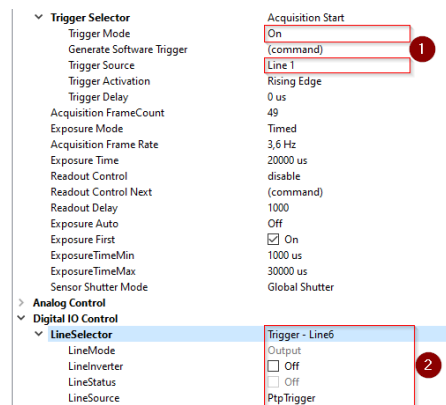 Trigger Selector Acquisition Start
Trigger Mode On
Generate Software Trigger (command)
1
Trigger Source Line 1
Trigger Activation Rising Edge
Trigger Delay 0 us
Acquisition FrameCount 49
Exposure Mode Timed
Acquisition Frame Rate 3,6 Hz
Exposure Time 20000 us
Readout Control disable
Readout Control Next (command)
Readout Delay 1000
Exposure Auto Off
Exposure First On
ExposureTimeMin 1000 us
ExposureTimeMax 30000 us
Sensor Shutter Mode Global Shutter
Analog Control
Digital IO Control
LineSelector Trigger - Line6
LineMode Output
LineInverter Off
2
LineStatus Off
LineSource PtpTrigger